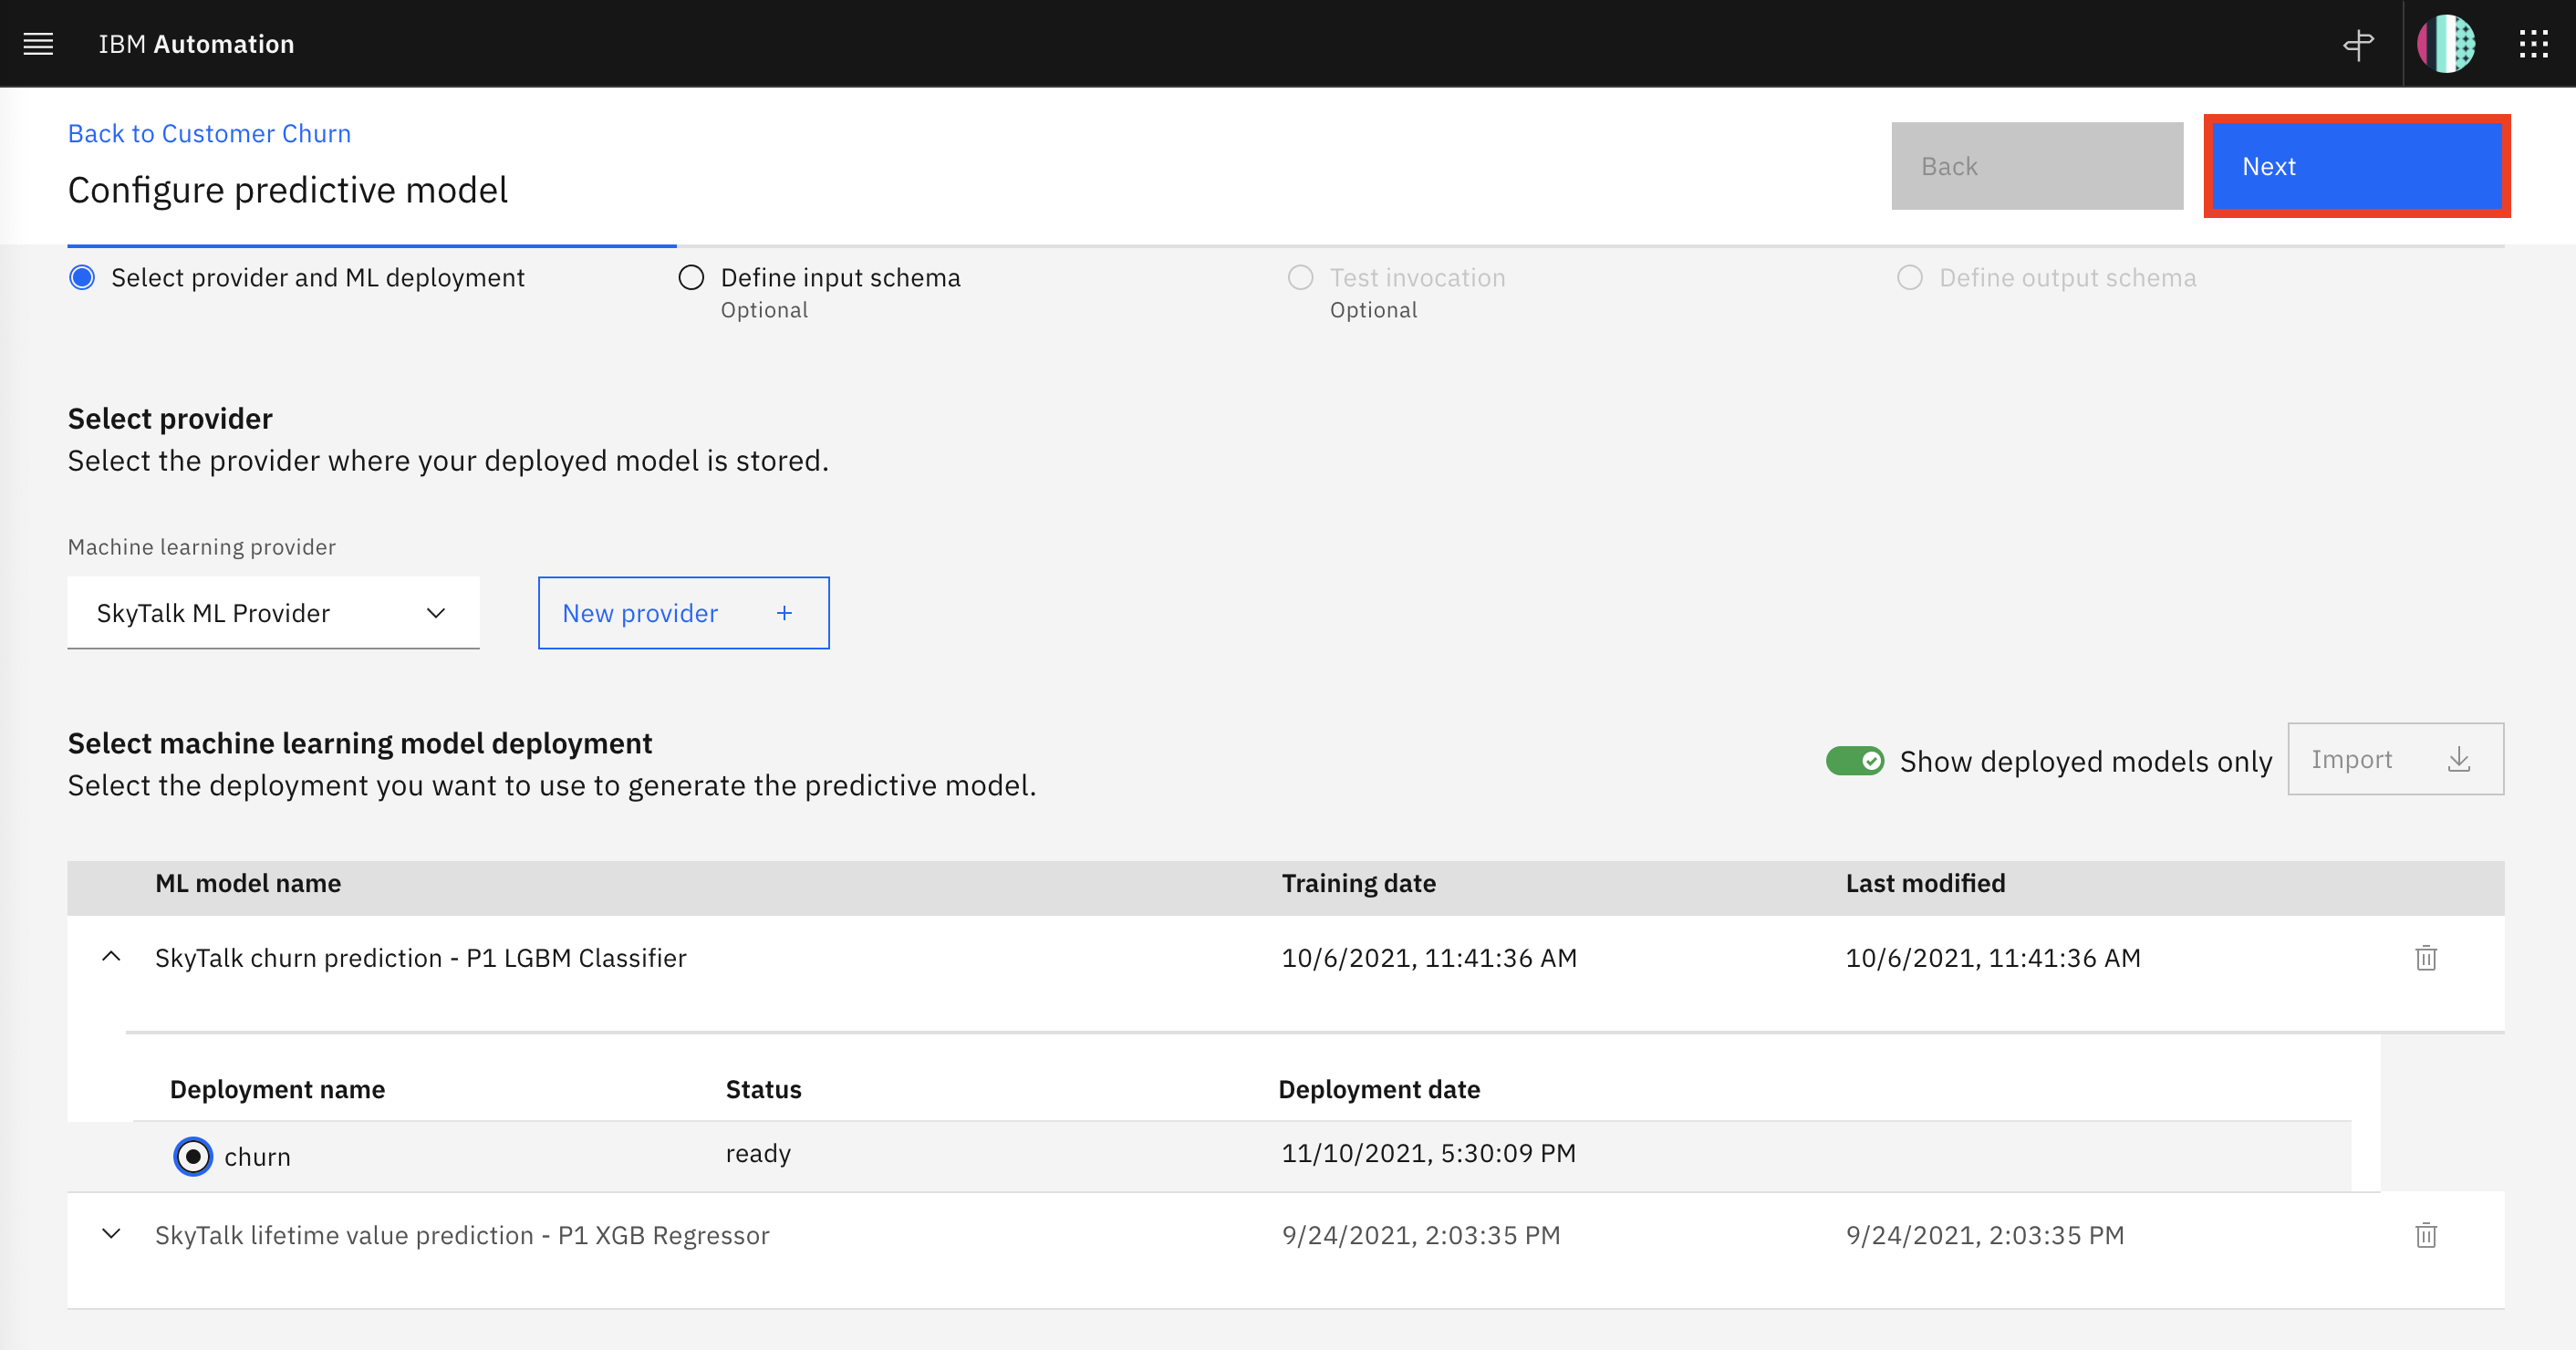 IBM Automation
Back to Customer Churn
Configure predictive model
Back
Next
Select provider and ML deployment
Define input schema
Optional
Test invocation
Optional
Define output schema
Select provider
Select the provider where your deployed model is stored.
Machine learning provider
SkyTalk ML Provider
New provider +
Select machine learning model deployment
Select the deployment you want to use to generate the predictive model.
Show deployed models only
Import
ML model name Training date Last modified
SkyTalk churn prediction - P1 LGBM Classifier 10/6/2021, 11:41:36 AM 10/6/2021, 11:41:36 AM
Deployment name Status Deployment date
churn ready 11/10/2021, 5:30:09 PM
SkyTalk lifetime value prediction - P1 XGB Regressor 9/24/2021, 2:03:35 PM 9/24/2021, 2:03:35 PM